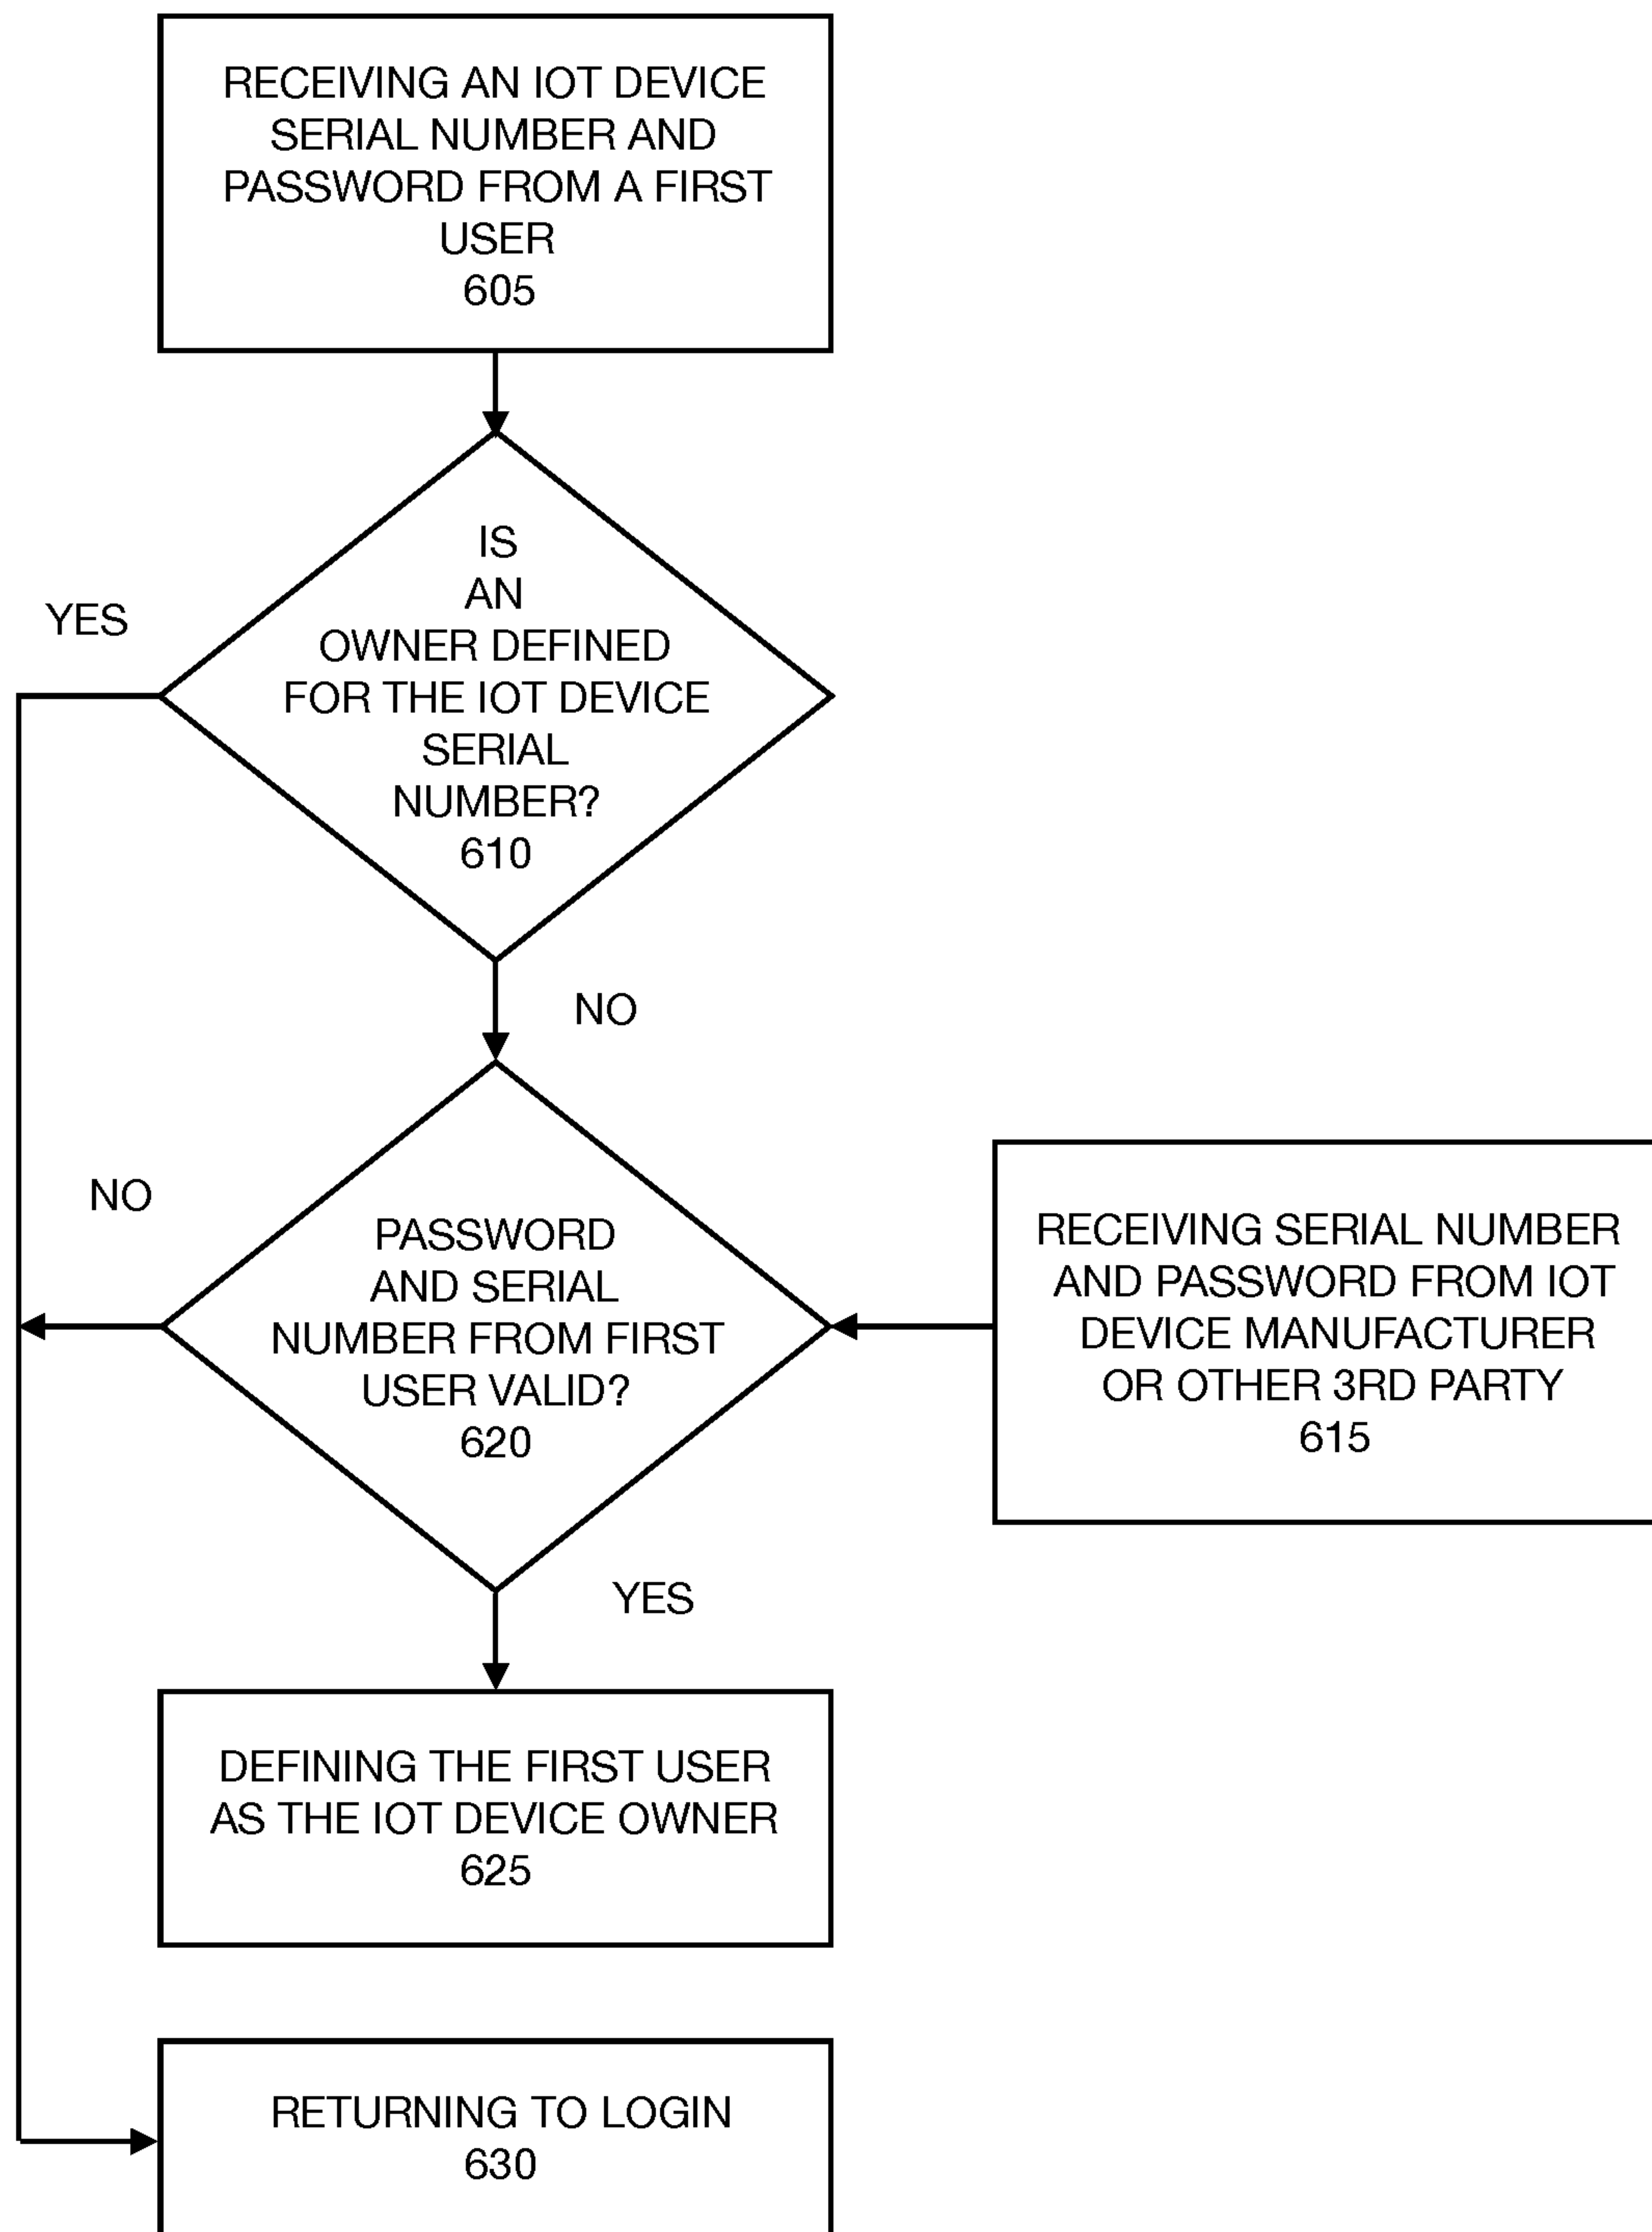 RECEIVING AN IOT DEVICE
SERIAL NUMBER AND
PASSWORD FROM A FIRST
USER
605
IS
AN
OWNER DEFINED
FOR THE IOT DEVICE
SERIAL
NUMBER?
610
YES
NO
PASSWORD
AND SERIAL
NUMBER FROM FIRST
USER VALID?
620
NO
RECEIVING SERIAL NUMBER
AND PASSWORD FROM IOT
DEVICE MANUFACTURER
OR OTHER 3RD PARTY
615
YES
DEFINING THE FIRST USER
AS THE IOT DEVICE OWNER
625
RETURNING TO LOGIN
630